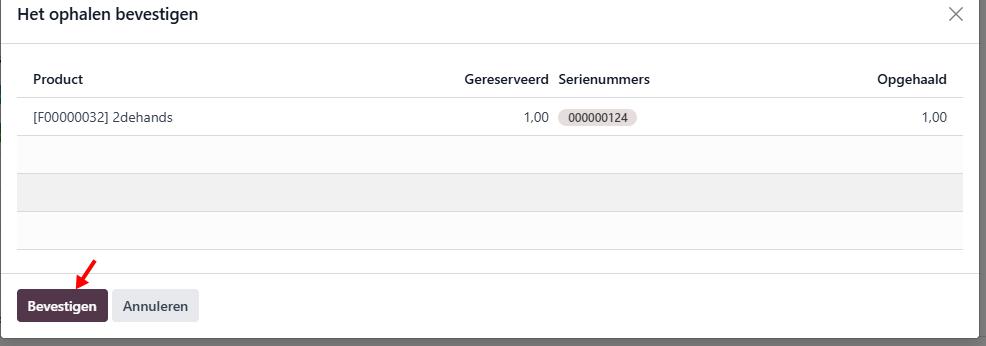 Het ophalen bevestigen
Product Gereserveerd Serienummers Opgehaald
[F00000032] 2dehands 1,00 000000124 1,00
Bevestigen Annuleren